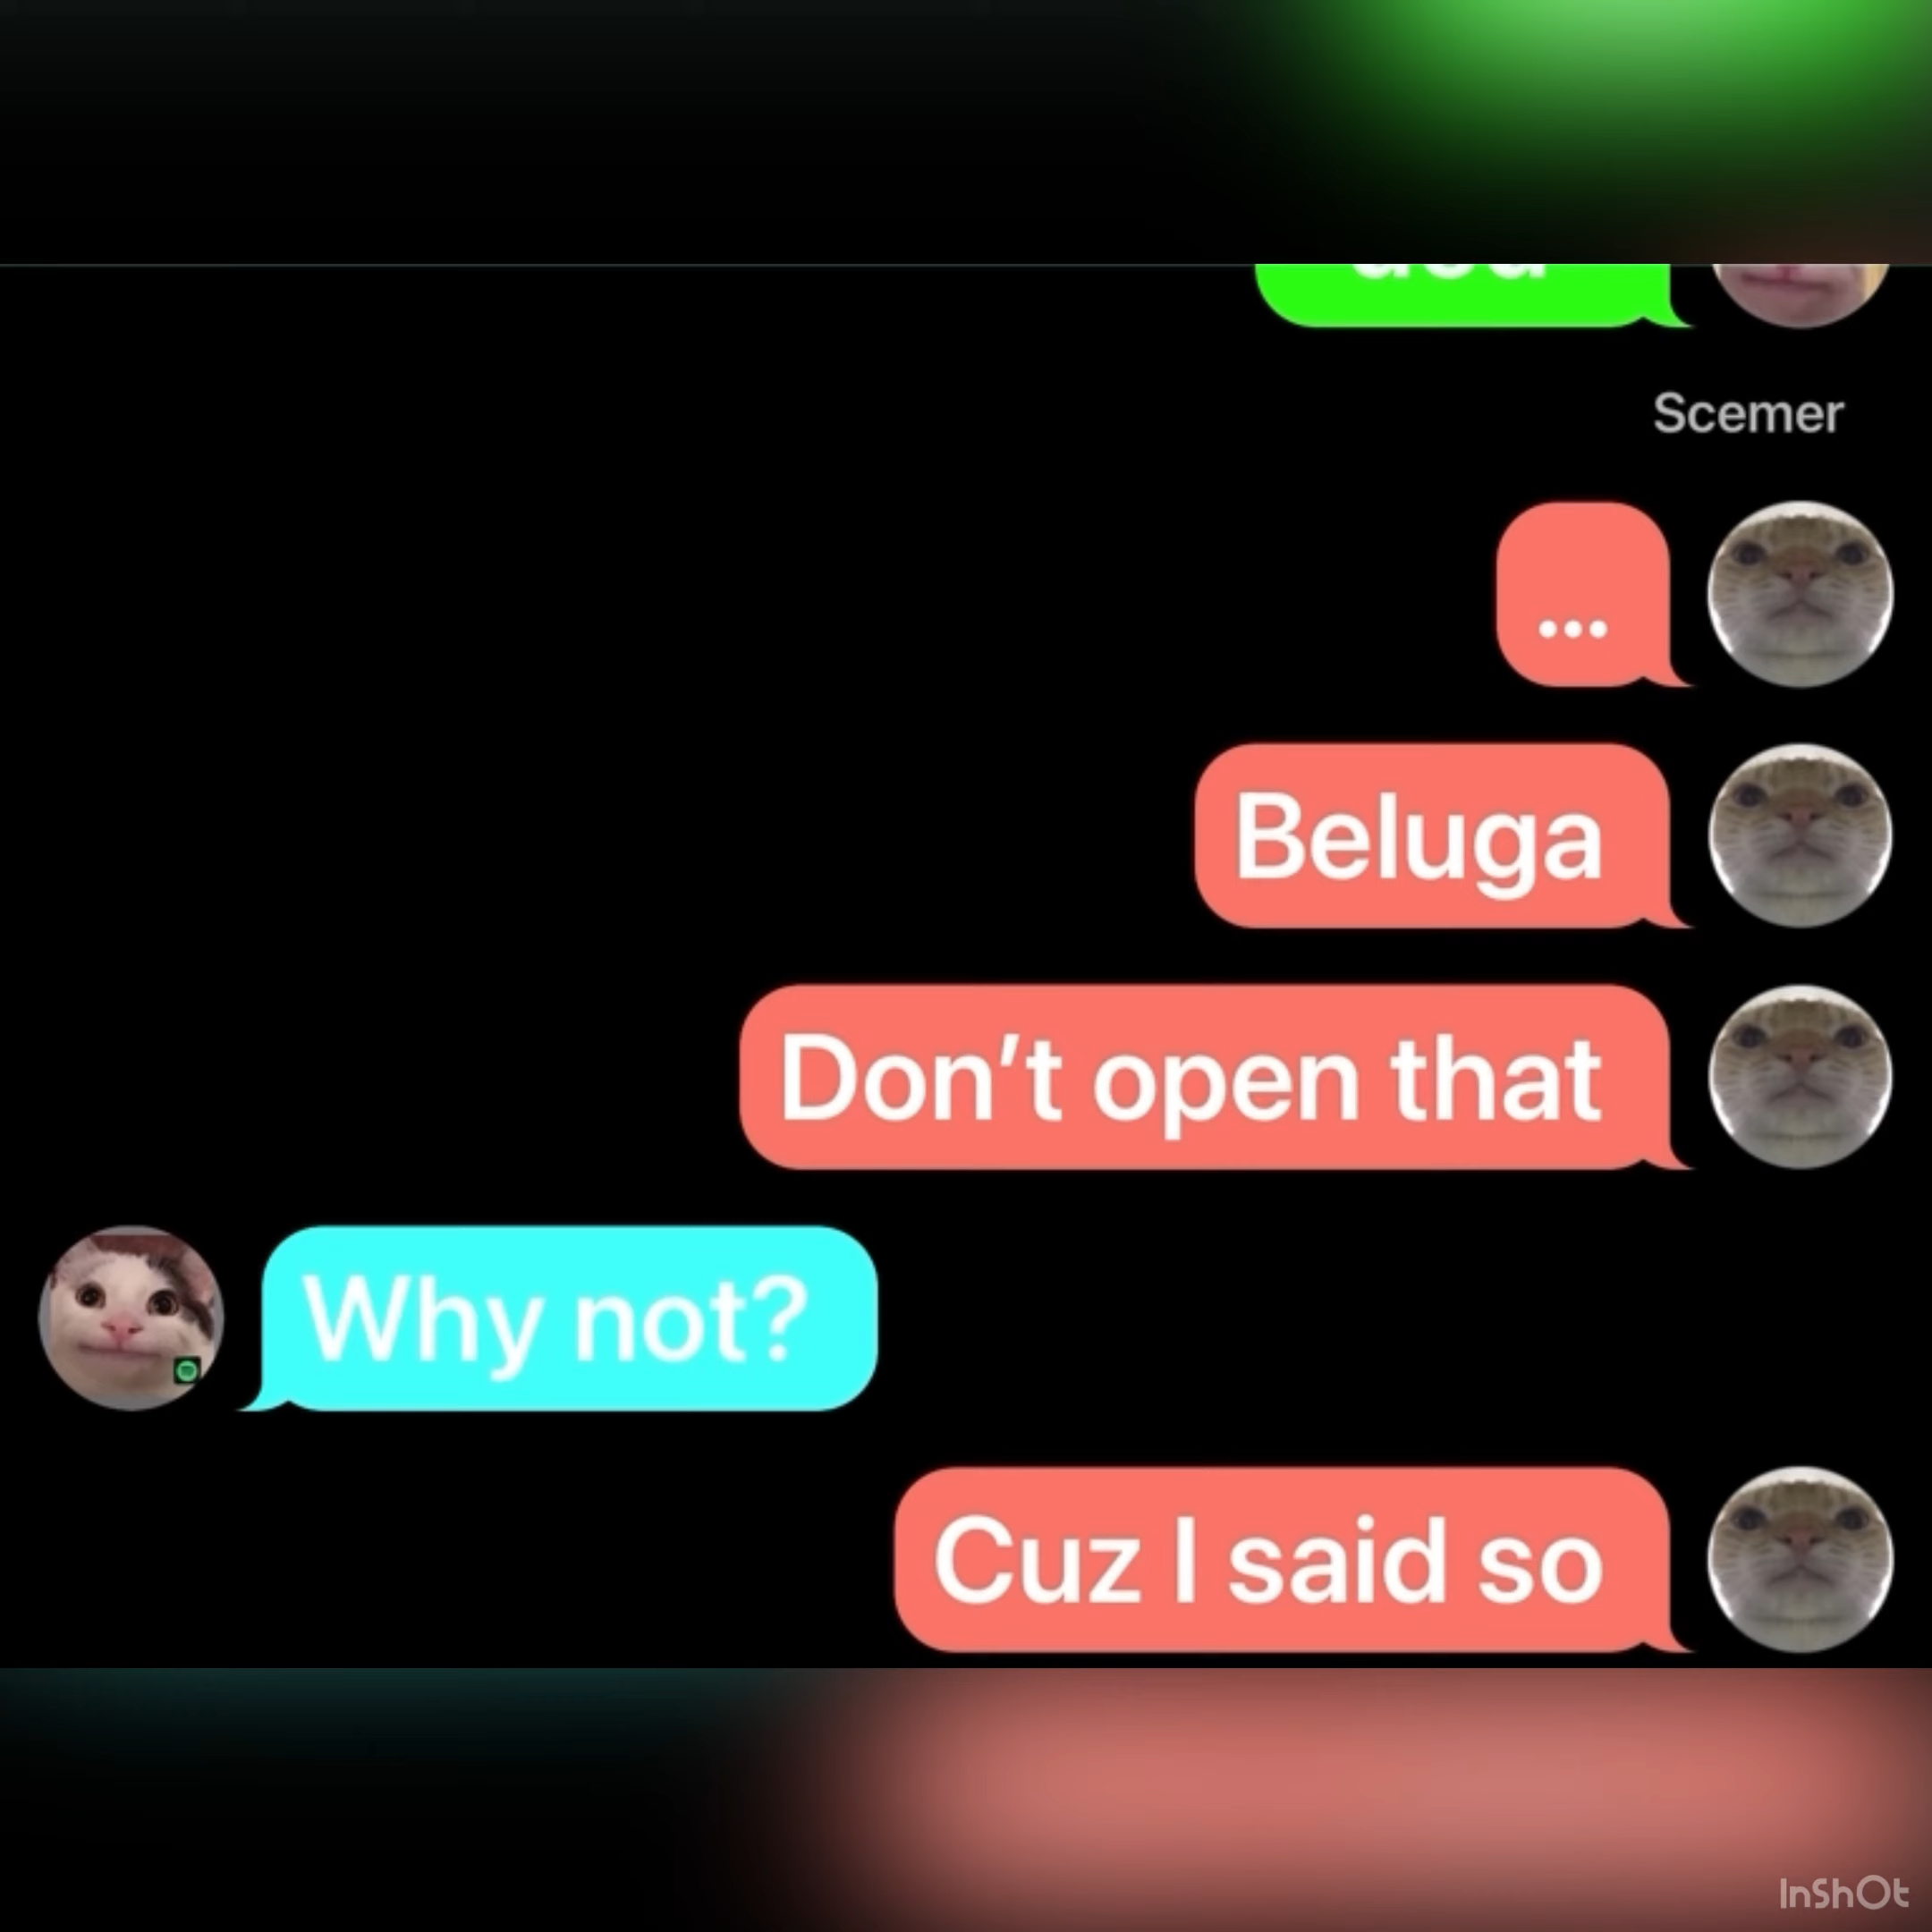 Scemer
...
Beluga
Don't open that
Why not?
Cuz I said so
InShOt